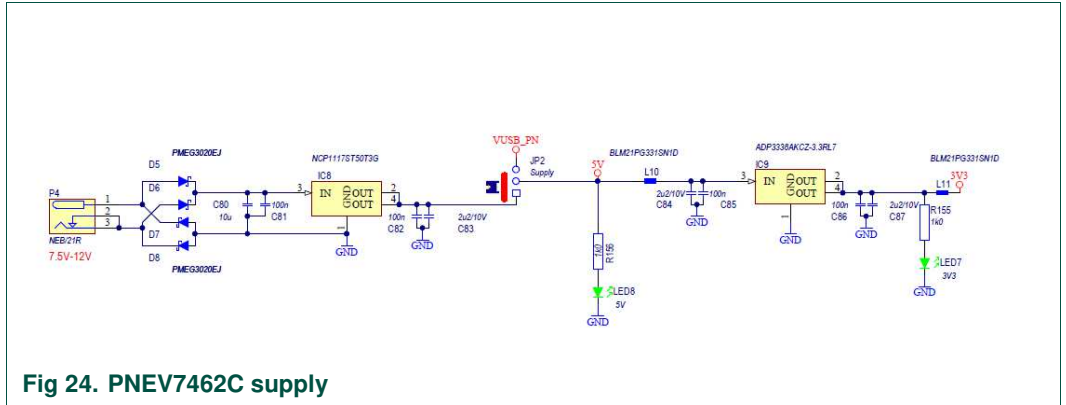 PMEG3020EJ
D5
D6
D7
D8
PMEG3020EJ
P4
1
2
3
NEB/21R
7.5V-12V
C80
10u
100n
C81
NCP1117ST50T3G
IC8
3
IN
GND
OUT
OUT
2
4
1
GND
100n
C82
2u2/10V
C83
GND
VUSB_PN
JP2
Supply
5V
1k0
R156
LED8
5V
GND
BLM21PG331SN1D
L10
2u2/10V
C84
100n
C85
GND
ADP3338AKCZ-3.3RL7
IC9
3
IN
GND
OUT
OUT
2
4
1
GND
100n
C86
2u2/10V
C87
GND
BLM21PG331SN1D
L11
3V3
R155
1k0
LED7
3V3
GND
Fig 24. PNEV7462C supply